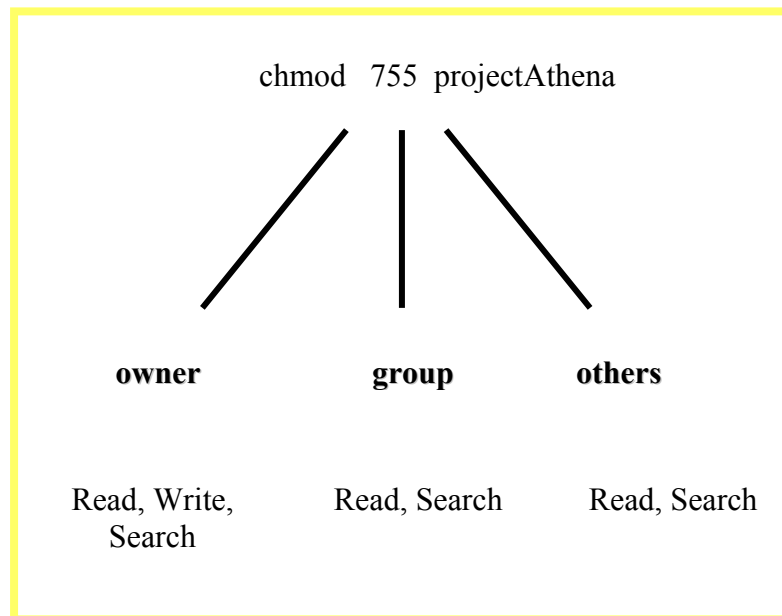 chmod 755 projectAthena
owner group others
Read, Write, Read, Search Read, Search
Search